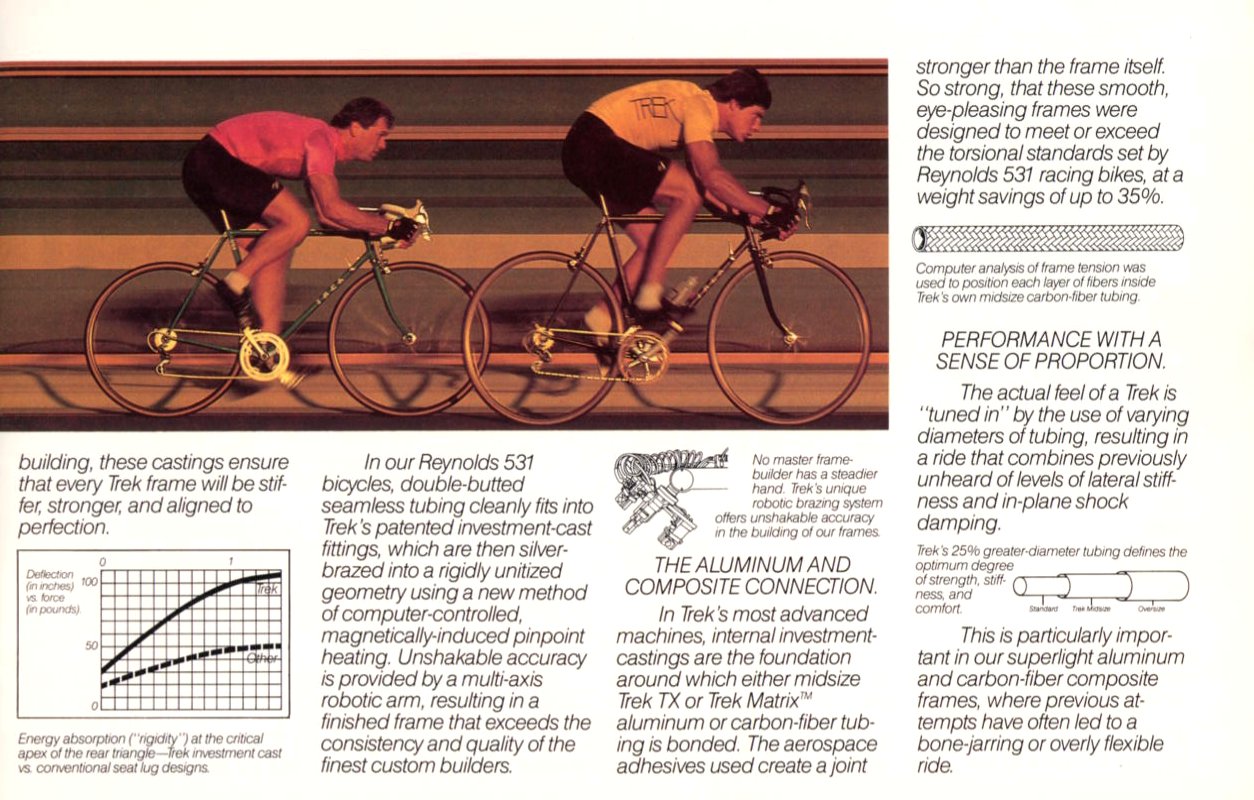 TREK
TREK
building, these castings ensure
that every Trek frame will be stif-
fer, stronger, and aligned to
perfection.
Deflection
(in inches)
vs. force
(in pounds).
0
1
100
50
0
Trek
Other
Energy absorption ("rigidity") at the critical
apex of the rear triangle—Trek investment cast
vs. conventional seat lug designs.
In our Reynolds 531
bicycles, double-butted
seamless tubing cleanly fits into
Trek's patented investment-cast
fittings, which are then silver-
brazed into a rigidly unitized
geometry using a new method
of computer-controlled,
magnetically-induced pinpoint
heating. Unshakable accuracy
is provided by a multi-axis
robotic arm, resulting in a
finished frame that exceeds the
consistency and quality of the
finest custom builders.
No master frame-
builder has a steadier
hand. Trek's unique
robotic brazing system
offers unshakable accuracy
in the building of our frames.
THE ALUMINUM AND
COMPOSITE CONNECTION.
In Trek's most advanced
machines, internal investment-
castings are the foundation
around which either midsize
Trek TX or Trek Matrix™
aluminum or carbon-fiber tub-
ing is bonded. The aerospace
adhesives used create a joint
stronger than the frame itself.
So strong, that these smooth,
eye-pleasing frames were
designed to meet or exceed
the torsional standards set by
Reynolds 531 racing bikes, at a
weight savings of up to 35%.
Computer analysis of frame tension was
used to position each layer of fibers inside
Trek's own midsize carbon-fiber tubing.
PERFORMANCE WITH A
SENSE OF PROPORTION.
The actual feel of a Trek is
"tuned in" by the use of varying
diameters of tubing, resulting in
a ride that combines previously
unheard of levels of lateral stiff-
ness and in-plane shock
damping.
Trek's 25% greater-diameter tubing defines the
optimum degree
of strength, stiff-
ness, and
comfort.
Standard Trek Midsize Oversize
This is particularly impor-
tant in our superlight aluminum
and carbon-fiber composite
frames, where previous at-
tempts have often led to a
bone-jarring or overly flexible
ride.